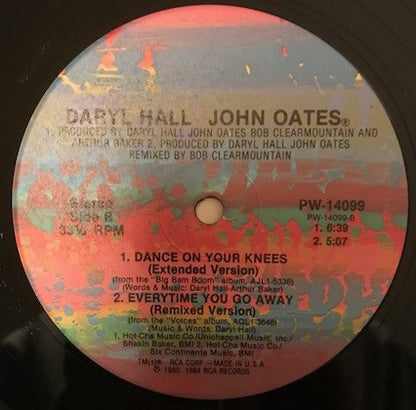 DARYL HALL JOHN OATES®
1. PRODUCED BY DARYL HALL JOHN OATES BOB CLEARMOUNTAIN AND
ARTHUR BAKER 2. PRODUCED BY DARYL HALL JOHN OATES
REMIXED BY BOB CLEARMOUNTAIN
Stereo
Side B
33⅓ RPM
PW-14099
PW-14099-B
1. 6:39
2. 5:07
1. DANCE ON YOUR KNEES
(Extended Version)
(from the "Big Bam Boom" album, AJL1-5336)
(Words & Music: Daryl Hall-Arthur Baker)
2. EVERYTIME YOU GO AWAY
(Remixed Version)
(from the "Voices" album, AQL1-3646)
(Music & Words: Daryl Hall)
1. Hot-Cha Music Co/Unichappell Music, Inc./
Shakin Baker, BMI 2. Hot-Cha Music Co./
Six Continents Music, BMI
TM(s)® RCA CORP.—MADE IN U.S.A.
℗ 1980, 1984 RCA RECORDS